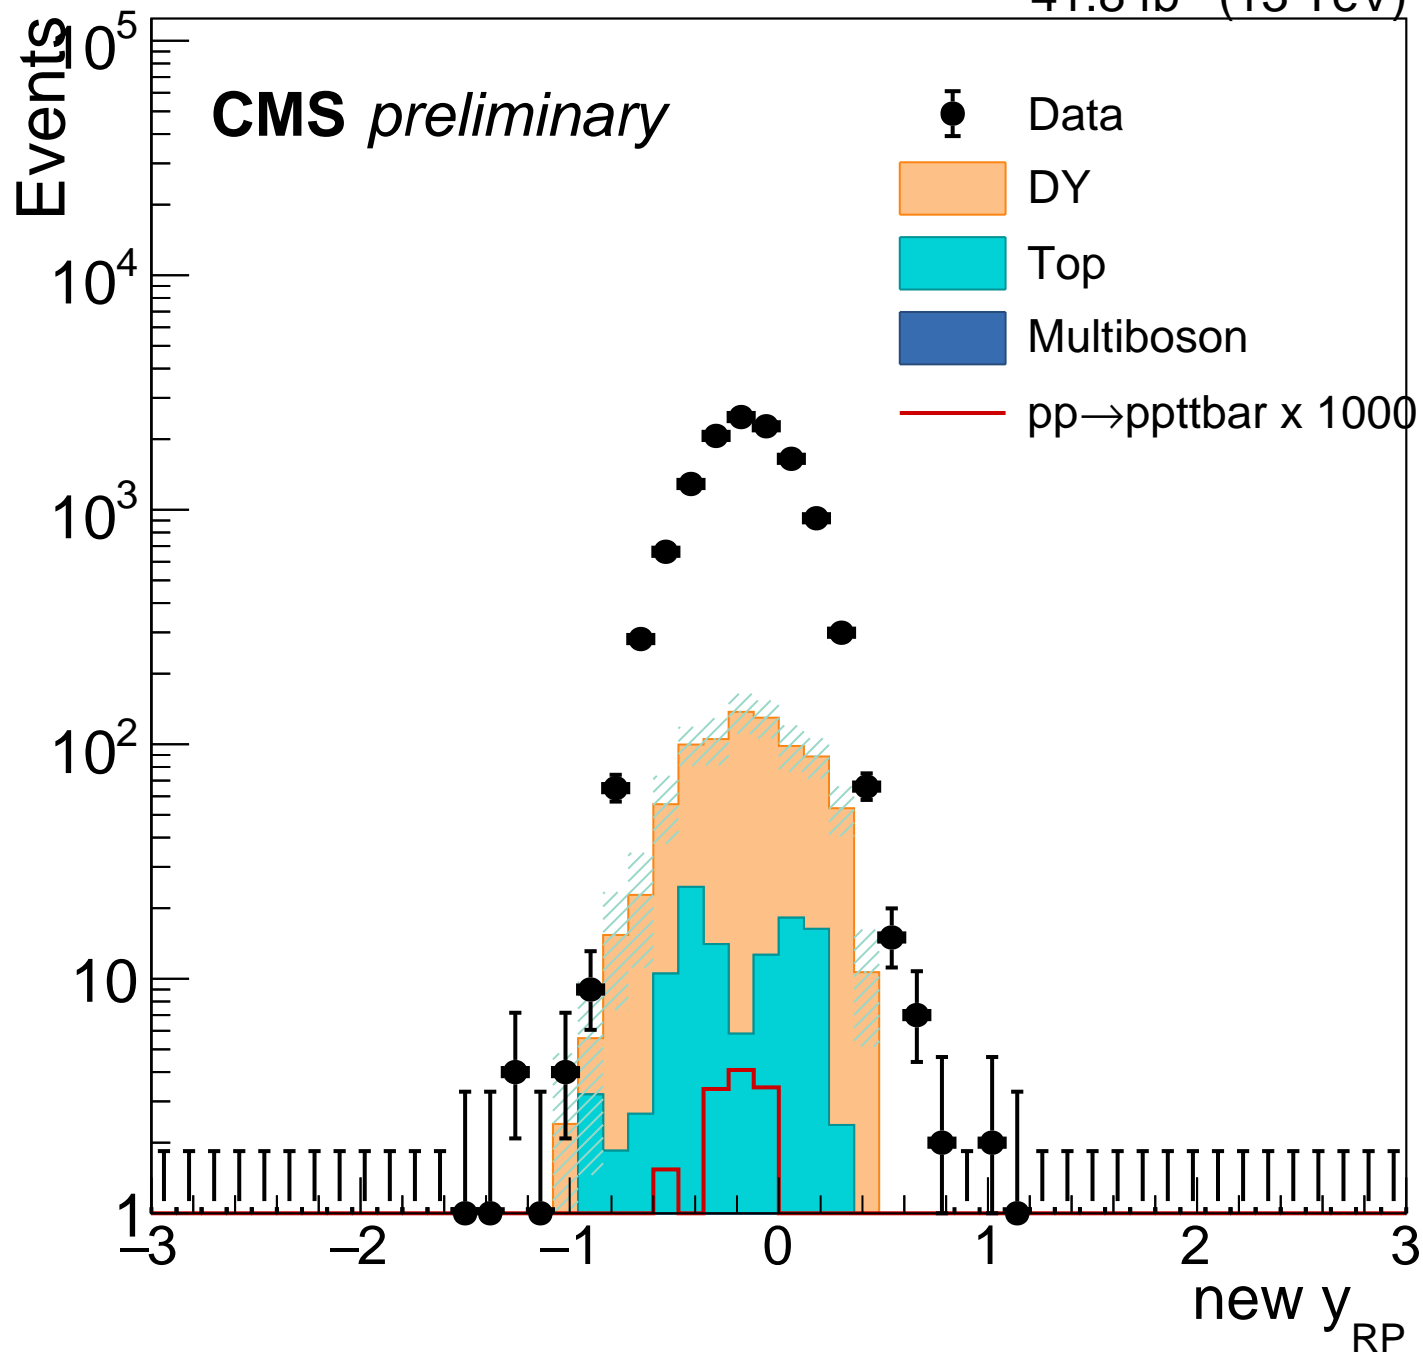 Events
CMS preliminary
Data
DY
Top
Multiboson
pp→ppttbar x 1000
10^5
10^4
10^3
10^2
10
1
−3 −2 −1 0 1 2 3
new y_RP